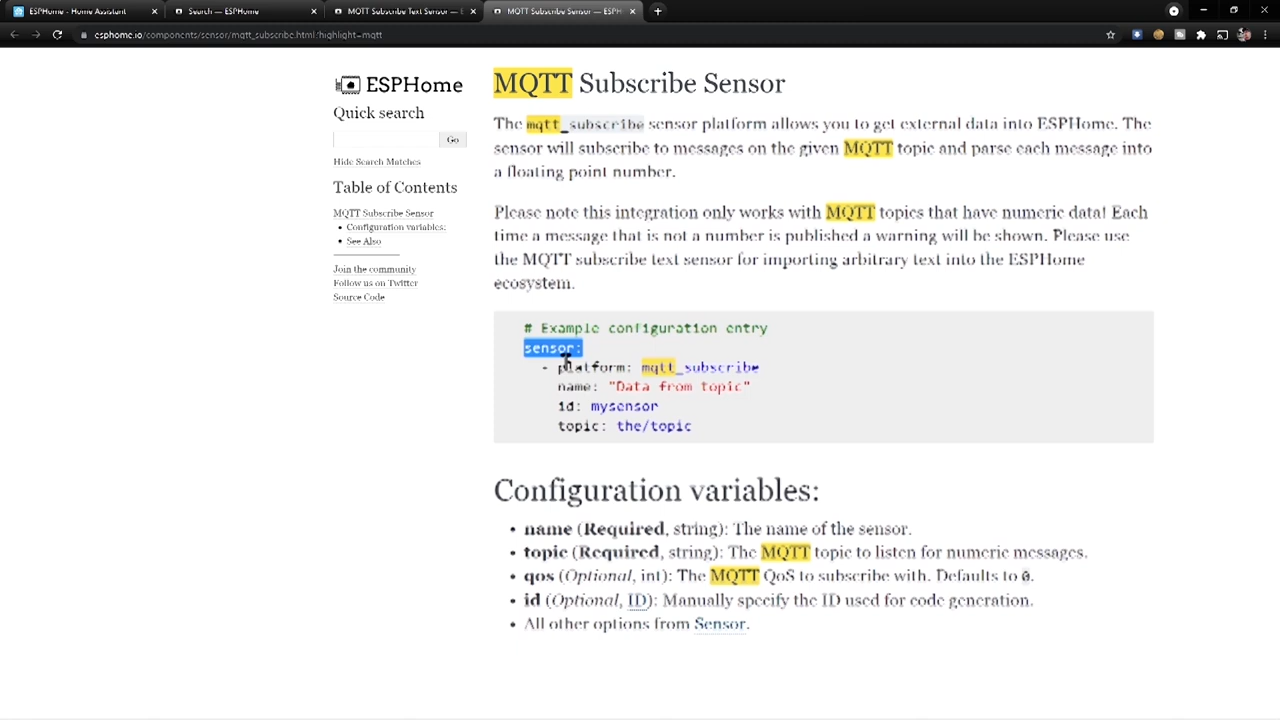 ESPHome - Home Assistant
Search — ESPHome
MQTT Subscribe Text Sensor — E
MQTT Subscribe Sensor — ESPH
esphome.io/components/sensor/mqtt_subscribe.html?highlight=mqtt
ESPHome
Quick search
Go
Hide Search Matches
Table of Contents
MQTT Subscribe Sensor
• Configuration variables:
• See Also
Join the community
Follow us on Twitter
Source Code
MQTT Subscribe Sensor
The mqtt_subscribe sensor platform allows you to get external data into ESPHome. The
sensor will subscribe to messages on the given MQTT topic and parse each message into
a floating point number.
Please note this integration only works with MQTT topics that have numeric data! Each
time a message that is not a number is published a warning will be shown. Please use
the MQTT subscribe text sensor for importing arbitrary text into the ESPHome
ecosystem.
# Example configuration entry
sensor:
- platform: mqtt_subscribe
name: "Data from topic"
id: mysensor
topic: the/topic
Configuration variables:
• name (Required, string): The name of the sensor.
• topic (Required, string): The MQTT topic to listen for numeric messages.
• qos (Optional, int): The MQTT QoS to subscribe with. Defaults to 0.
• id (Optional, ID): Manually specify the ID used for code generation.
• All other options from Sensor.